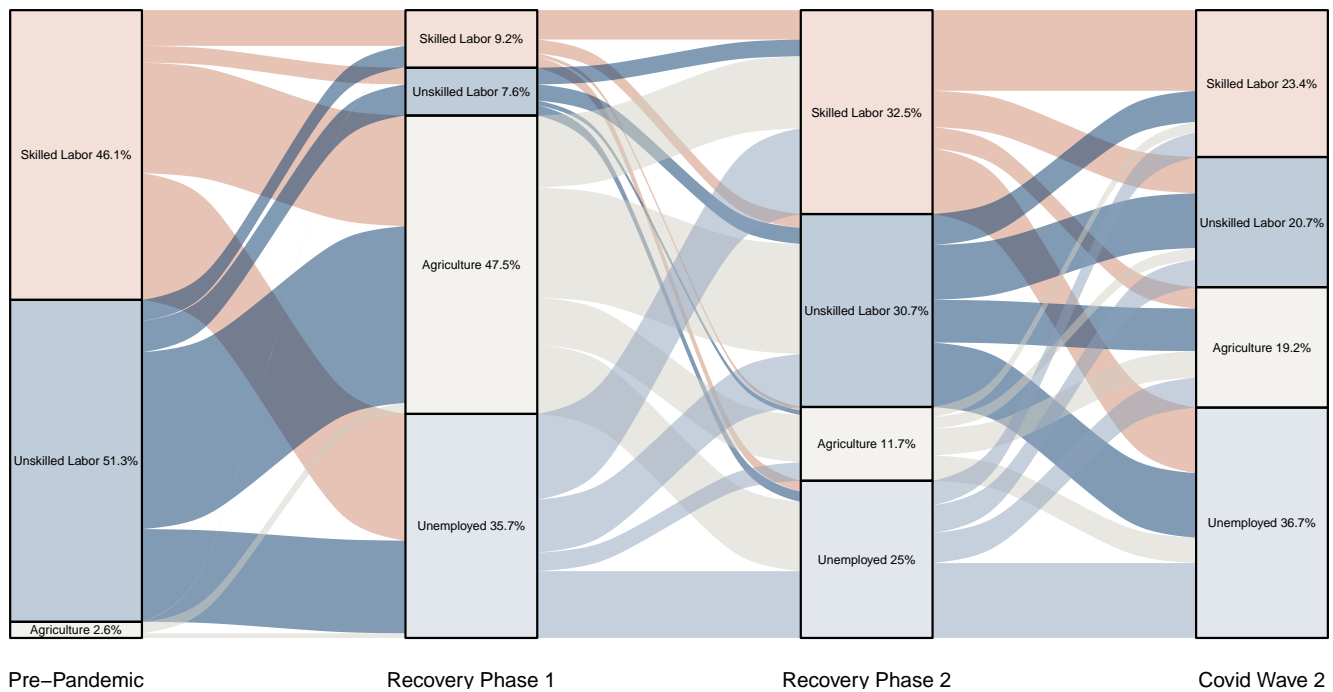 Skilled Labor 46.1%
Unskilled Labor 51.3%
Agriculture 2.6%
Skilled Labor 9.2%
Unskilled Labor 7.6%
Agriculture 47.5%
Unemployed 35.7%
Skilled Labor 32.5%
Unskilled Labor 30.7%
Agriculture 11.7%
Unemployed 25%
Skilled Labor 23.4%
Unskilled Labor 20.7%
Agriculture 19.2%
Unemployed 36.7%
Pre−Pandemic
Recovery Phase 1
Recovery Phase 2
Covid Wave 2